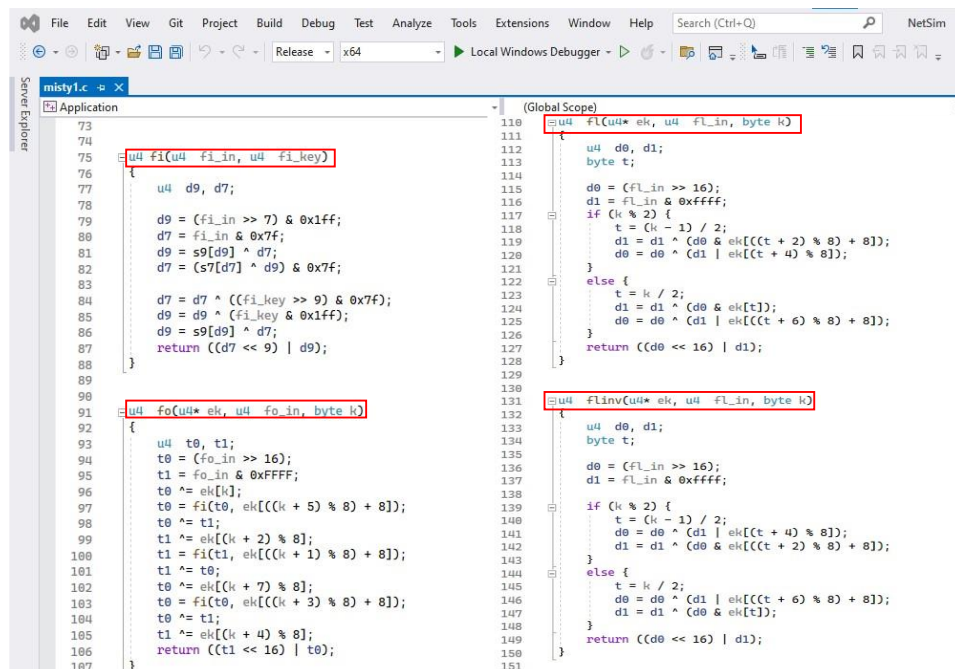 File Edit View Git Project Build Debug Test Analyze Tools Extensions Window Help Search (Ctrl+Q) NetSim
Release x64 Local Windows Debugger
Server Explorer
misty1.c
Application
73
74
75 u4 fi(u4 fi_in, u4 fi_key)
76 {
77 u4 d9, d7;
78
79 d9 = (fi_in >> 7) & 0x1ff;
80 d7 = fi_in & 0x7f;
81 d9 = s9[d9] ^ d7;
82 d7 = (s7[d7] ^ d9) & 0x7f;
83
84 d7 = d7 ^ ((fi_key >> 9) & 0x7f);
85 d9 = d9 ^ (fi_key & 0x1ff);
86 d9 = s9[d9] ^ d7;
87 return ((d7 << 9) | d9);
88 }
89
90
91 u4 fo(u4* ek, u4 fo_in, byte k)
92 {
93 u4 t0, t1;
94 t0 = (fo_in >> 16);
95 t1 = fo_in & 0xFFFF;
96 t0 ^= ek[k];
97 t0 = fi(t0, ek[((k + 5) % 8) + 8]);
98 t0 ^= t1;
99 t1 ^= ek[(k + 2) % 8];
100 t1 = fi(t1, ek[((k + 1) % 8) + 8]);
101 t1 ^= t0;
102 t0 ^= ek[(k + 7) % 8];
103 t0 = fi(t0, ek[((k + 3) % 8) + 8]);
104 t0 ^= t1;
105 t1 ^= ek[(k + 4) % 8];
106 return ((t1 << 16) | t0);
107 }
(Global Scope)
110 u4 fl(u4* ek, u4 fl_in, byte k)
111 {
112 u4 d0, d1;
113 byte t;
114
115 d0 = (fl_in >> 16);
116 d1 = fl_in & 0xffff;
117 if (k % 2) {
118 t = (k - 1) / 2;
119 d1 = d1 ^ (d0 & ek[((t + 2) % 8) + 8]);
120 d0 = d0 ^ (d1 | ek[(t + 4) % 8]);
121 }
122 else {
123 t = k / 2;
124 d1 = d1 ^ (d0 & ek[t]);
125 d0 = d0 ^ (d1 | ek[((t + 6) % 8) + 8]);
126 }
127 return ((d0 << 16) | d1);
128 }
129
130
131 u4 flinv(u4* ek, u4 fl_in, byte k)
132 {
133 u4 d0, d1;
134 byte t;
135
136 d0 = (fl_in >> 16);
137 d1 = fl_in & 0xffff;
138
139 if (k % 2) {
140 t = (k - 1) / 2;
141 d0 = d0 ^ (d1 | ek[(t + 4) % 8]);
142 d1 = d1 ^ (d0 & ek[((t + 2) % 8) + 8]);
143 }
144 else {
145 t = k / 2;
146 d0 = d0 ^ (d1 | ek[((t + 6) % 8) + 8]);
147 d1 = d1 ^ (d0 & ek[t]);
148 }
149 return ((d0 << 16) | d1);
150 }
151